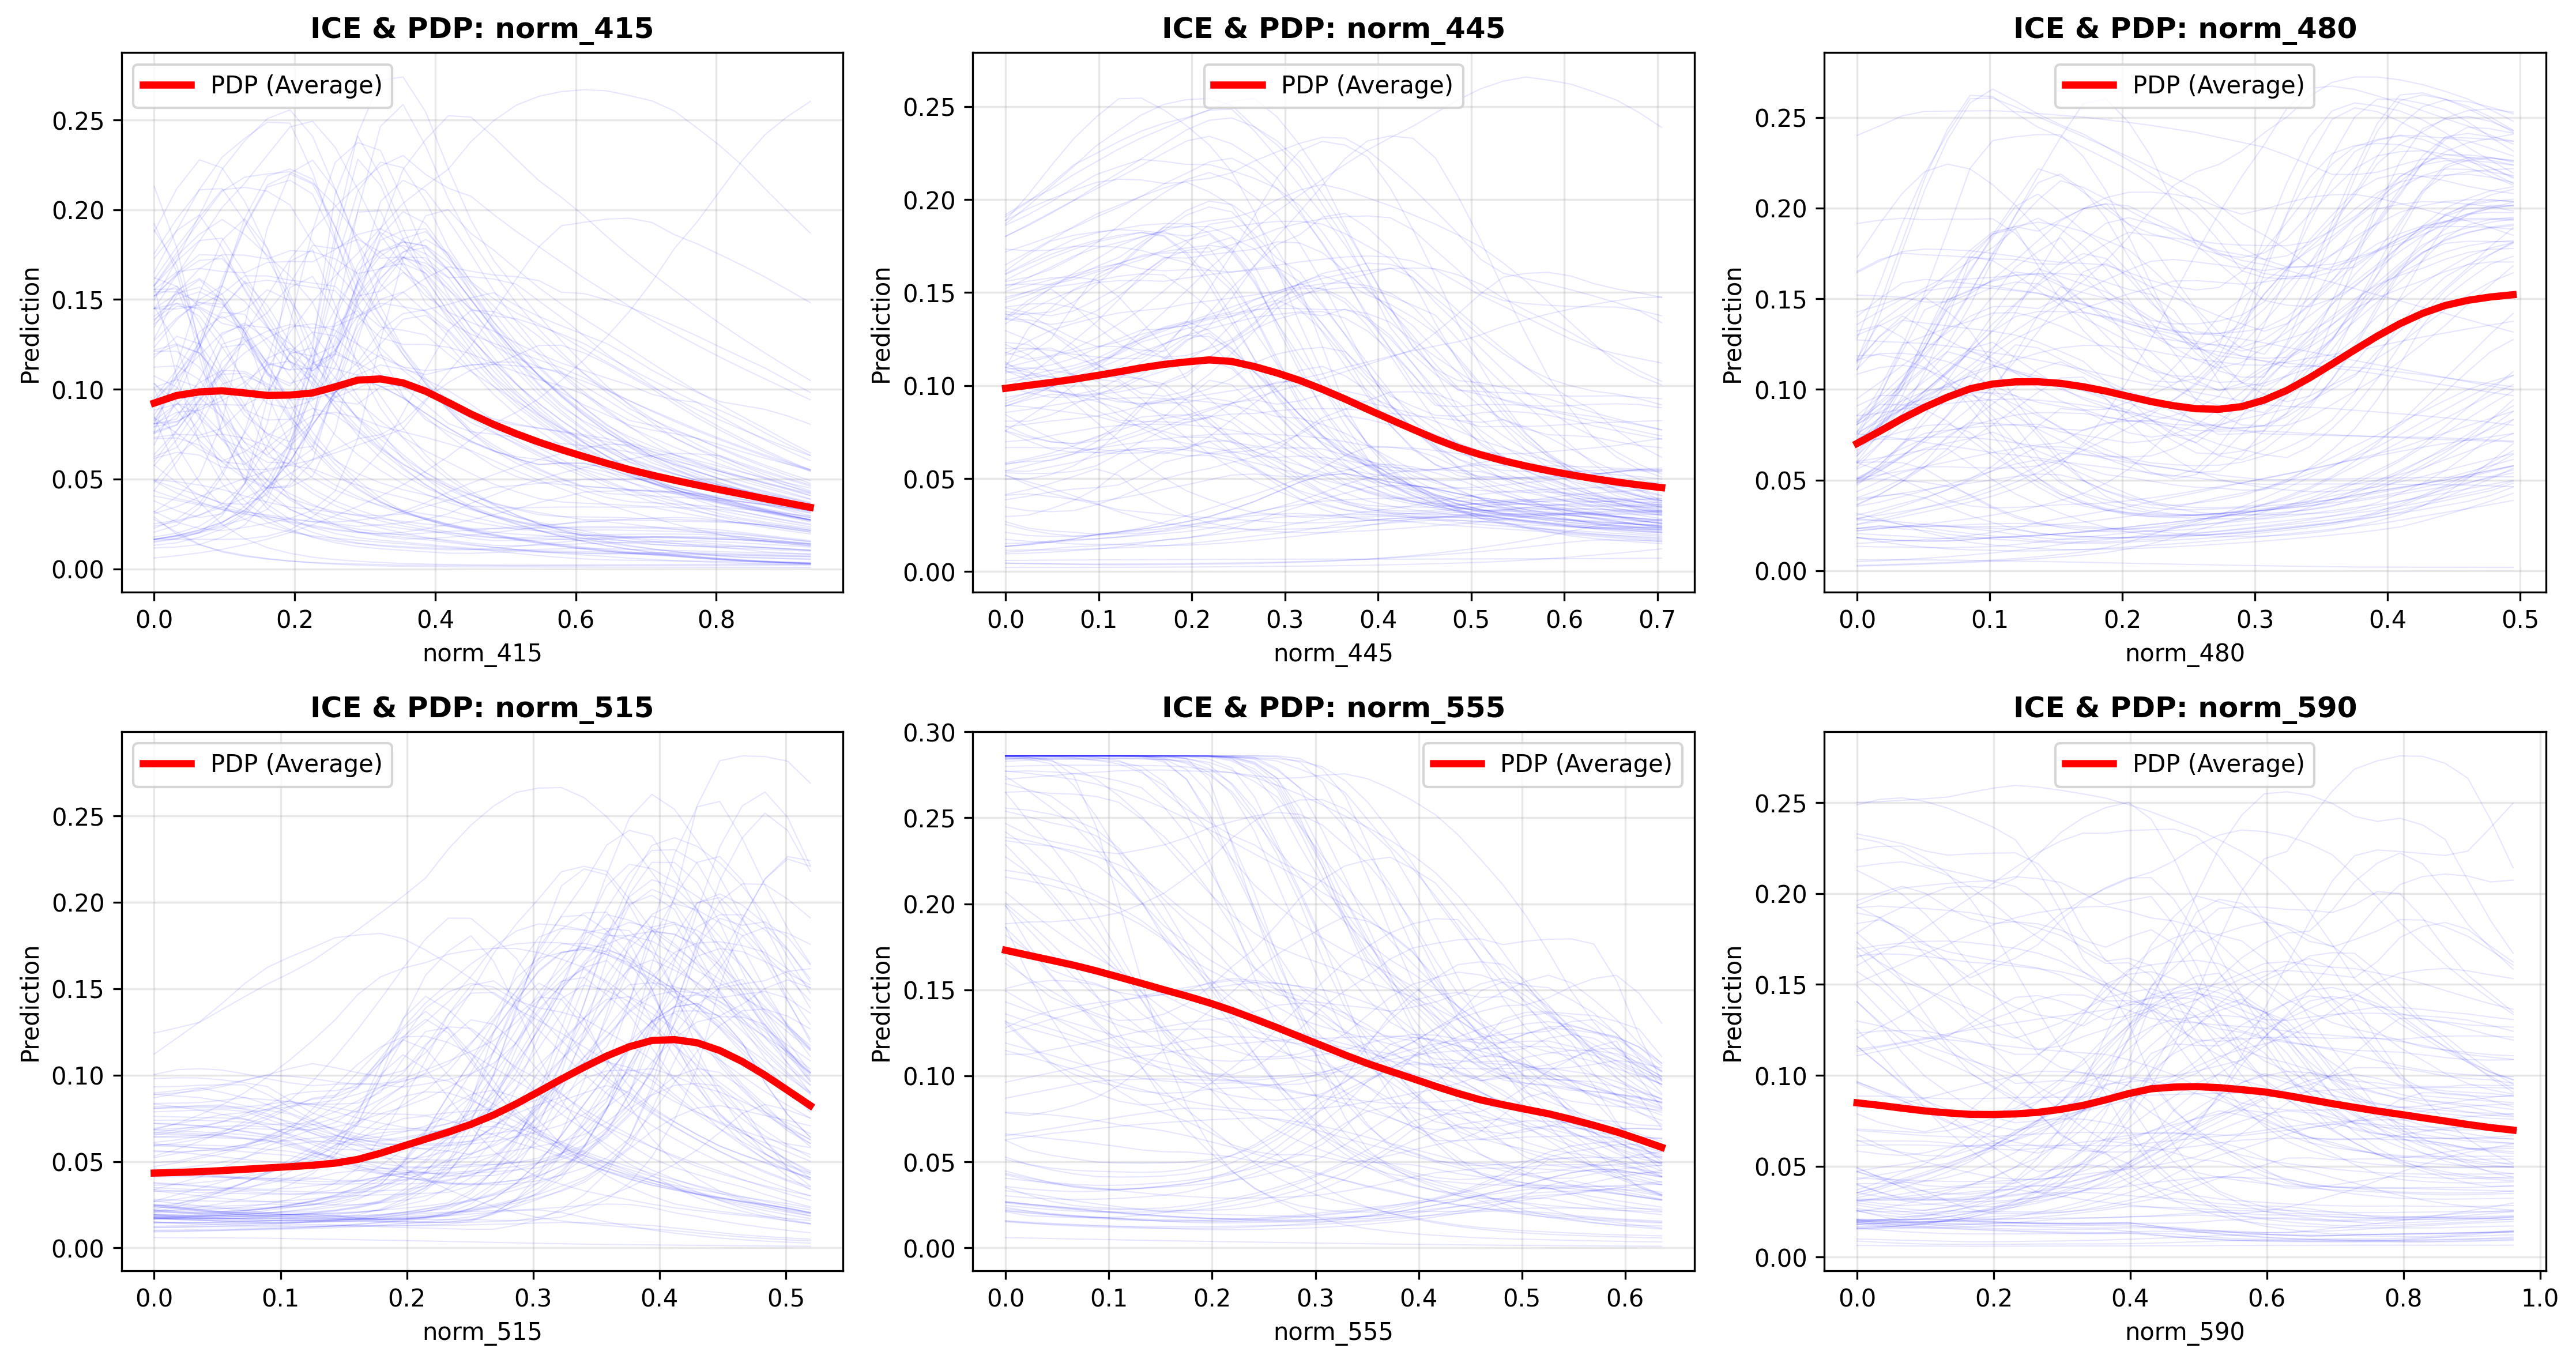 ICE & PDP: norm_415
PDP (Average)
Prediction
0.25
0.20
0.15
0.10
0.05
0.00
0.0 0.2 0.4 0.6 0.8
norm_415
ICE & PDP: norm_445
PDP (Average)
Prediction
0.25
0.20
0.15
0.10
0.05
0.00
0.0 0.1 0.2 0.3 0.4 0.5 0.6 0.7
norm_445
ICE & PDP: norm_480
PDP (Average)
Prediction
0.25
0.20
0.15
0.10
0.05
0.00
0.0 0.1 0.2 0.3 0.4 0.5
norm_480
ICE & PDP: norm_515
PDP (Average)
Prediction
0.25
0.20
0.15
0.10
0.05
0.00
0.0 0.1 0.2 0.3 0.4 0.5
norm_515
ICE & PDP: norm_555
PDP (Average)
Prediction
0.30
0.25
0.20
0.15
0.10
0.05
0.00
0.0 0.1 0.2 0.3 0.4 0.5 0.6
norm_555
ICE & PDP: norm_590
PDP (Average)
Prediction
0.25
0.20
0.15
0.10
0.05
0.00
0.0 0.2 0.4 0.6 0.8 1.0
norm_590